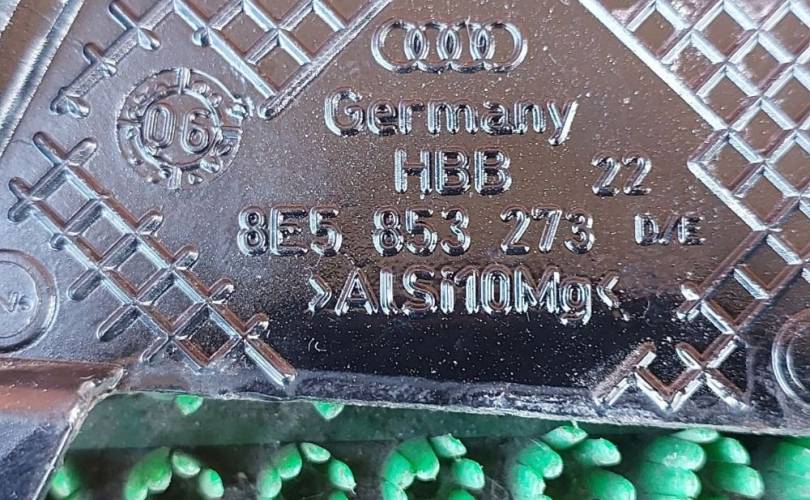 Germany
06
HBB 22
8E5 853 273 D/E
>AlSi10Mg<